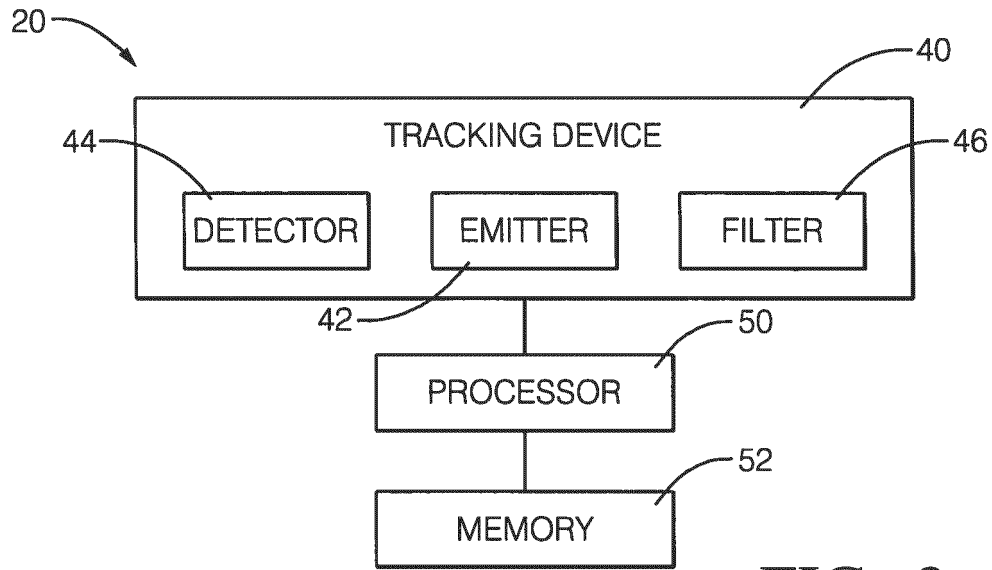 20
40
TRACKING DEVICE
44
46
DETECTOR
EMITTER
FILTER
42
50
PROCESSOR
52
MEMORY